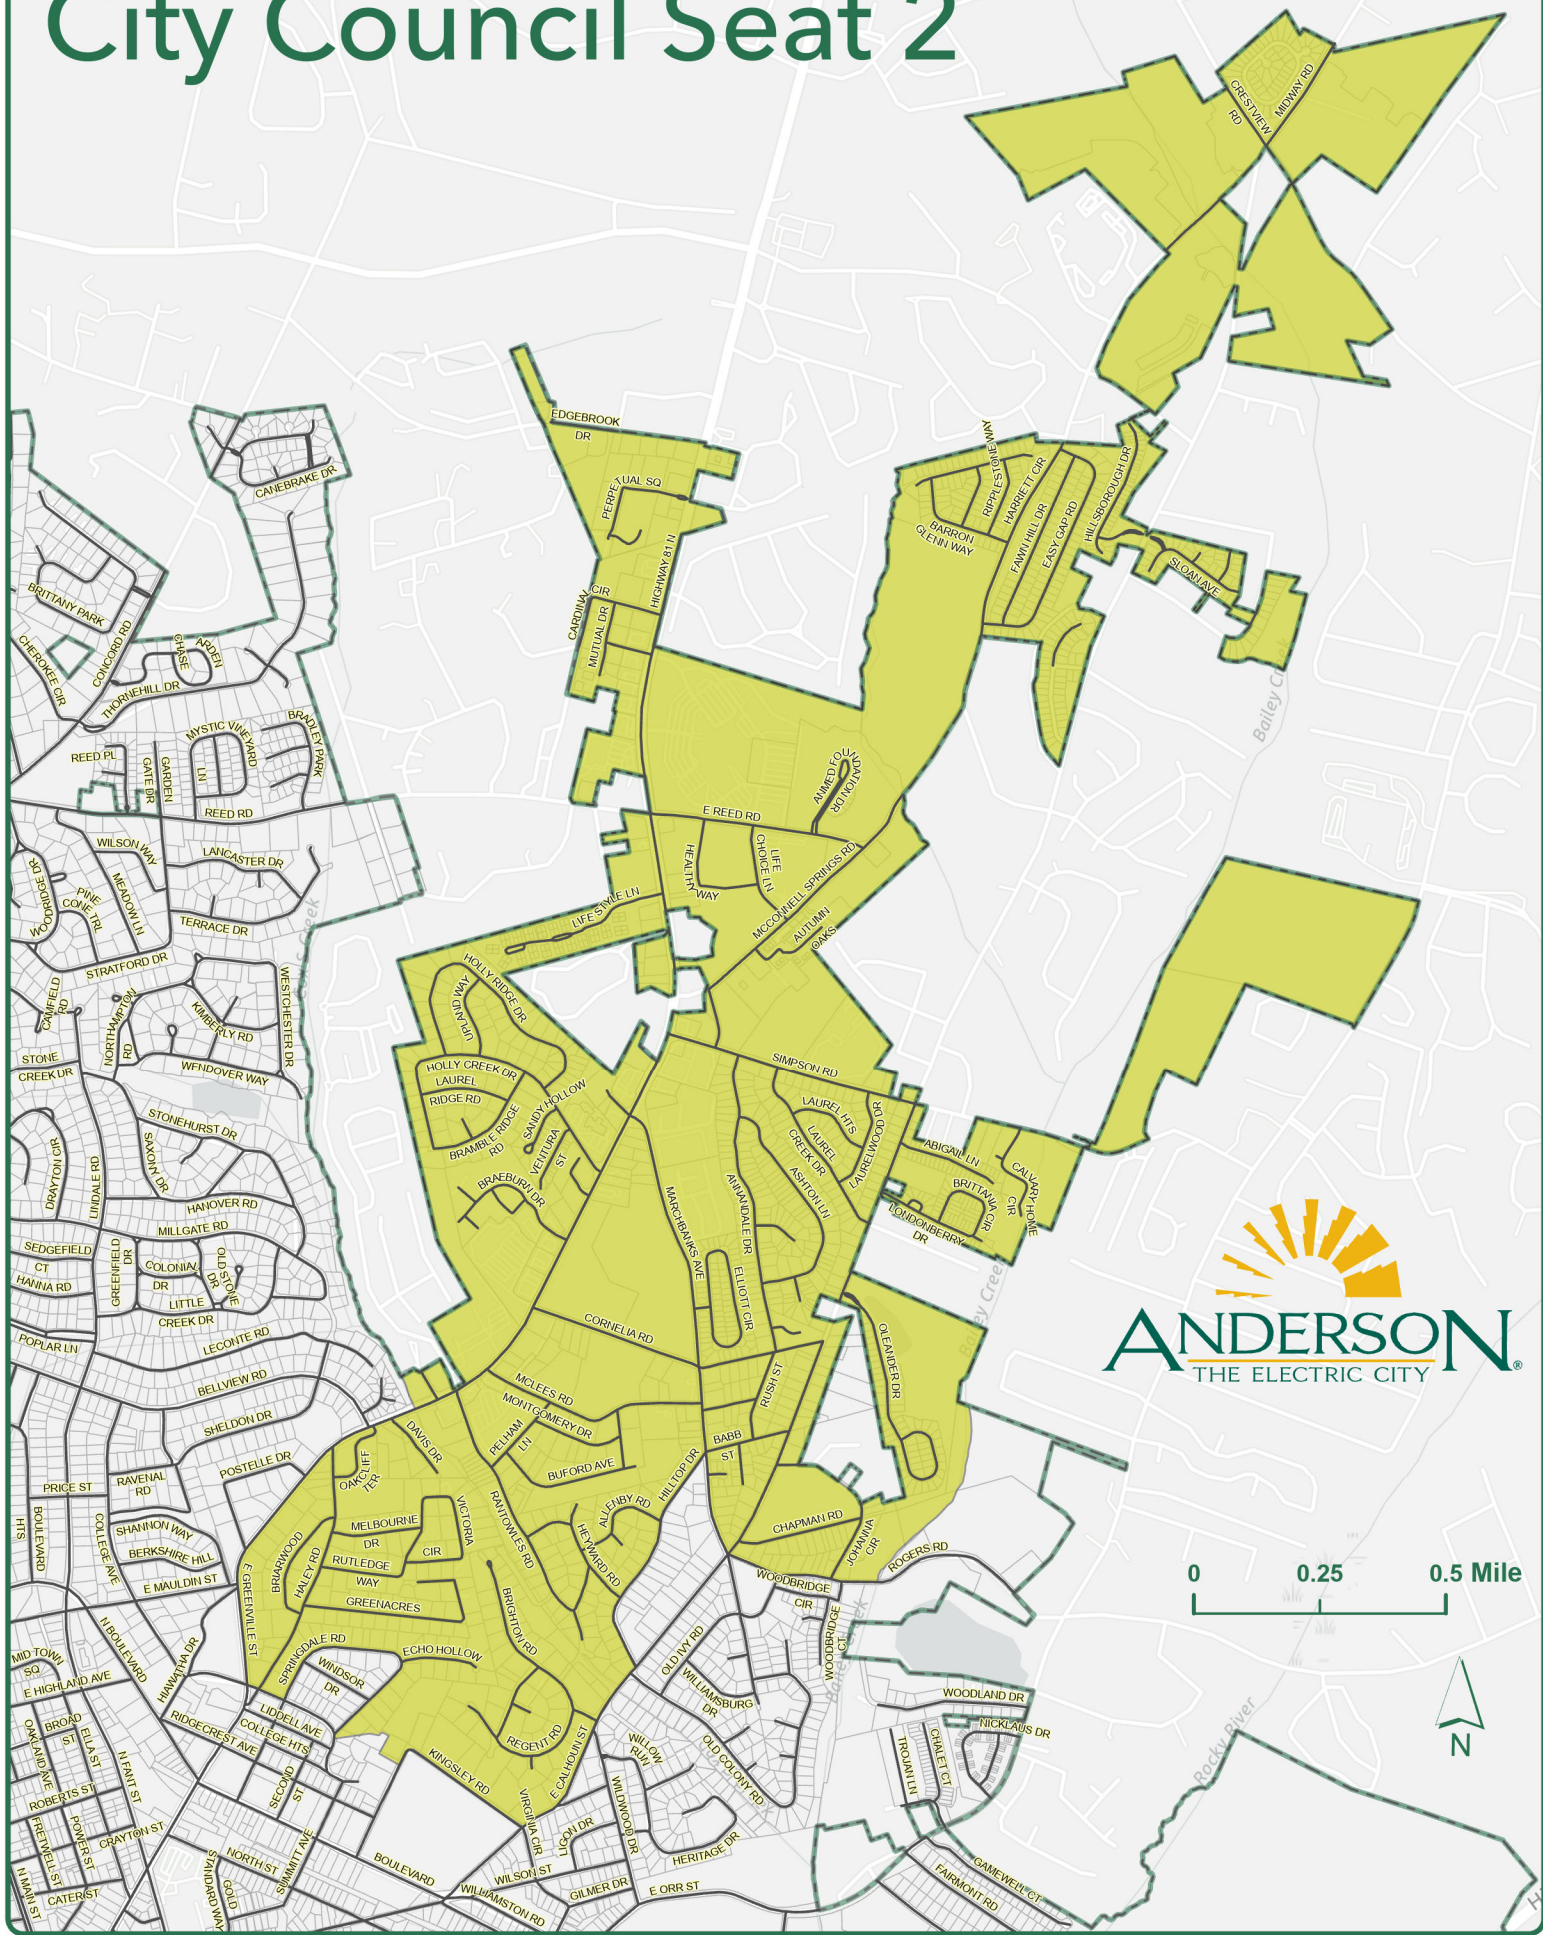 City Council Seat 2
CRESTVIEW
RD
MIDWAY RD
EDGEBROOK
DR
PERPETUAL SQ
HIGHWAY 81 N
CARDINAL CIR
MUTUAL DR
RIPPLESTONE WAY
HARRIETT CIR
FAWN HILL DR
EASY GAP RD
HILLSBOROUGH DR
BARRON
GLENN WAY
SLOAN AVE
CANEBRAKE DR
BRITTANY PARK
CONCORD RD
CHEROKEE CIR
CHASE
ARDEN
THORNEHILL DR
MYSTIC VINEYARD
LN
BRADLEY PARK
REED PL
GATE DR
GARDEN
REED RD
Bailey Creek
ANMED FOUNDATION DR
E REED RD
HEALTHY
WAY
LIFE
CHOICE LN
MCCONNELL SPRINGS RD
AUTUMN
OAKS
LIFE STYLE LN
WILSON WAY
LANCASTER DR
WOODRIDGE DR
PINE
CONE TRL
MEADOW LN
TERRACE DR
STRATFORD DR
CAMFIELD
RD
NORTHAMPTON
RD
KIMBERLY RD
WESTCHESTER DR
STONE
CREEK DR
WENDOVER WAY
Cox Creek
HOLLY RIDGE DR
UPLAND WAY
HOLLY CREEK DR
LAUREL
RIDGE RD
BRAMBLE RIDGE
RD
SANDY HOLLOW
VENTURA
ST
BRAEBURN DR
SIMPSON RD
LAUREL HTS
LAUREL
CREEK DR
LAURELWOOD DR
ASHTON LN
ANNANDALE DR
MARCHBANKS AVE
ELLIOTT CIR
ABIGAIL LN
BRITTANIA CIR
CALVARY HOME
CIR
LONDONBERRY
DR
STONEHURST DR
SAXONY DR
DRAYTON CIR
LINDALE RD
HANOVER RD
MILLGATE RD
SEDGEFIELD
CT
HANNA RD
GREENFIELD
DR
COLONIAL
DR
OLD STONE
DR
LITTLE
CREEK DR
POPLAR LN
LECONTE RD
BELLVIEW RD
SHELDON DR
POSTELLE DR
RAVENAL
RD
PRICE ST
HTS
BOULEVARD
COLLEGE AVE
SHANNON WAY
BERKSHIRE HILL
E MAULDIN ST
CORNELIA RD
MCLEES RD
MONTGOMERY DR
PELHAM
LN
BUFORD AVE
DAVIS DR
OAKCLIFF
TER
RUSH ST
BABB
ST
HILLTOP DR
OLEANDER DR
Bailey Creek
ANDERSON®
THE ELECTRIC CITY
ALLENBY RD
HEYWARD RD
RANTOWLES RD
VICTORIA
CIR
MELBOURNE
DR
RUTLEDGE
WAY
GREENACRES
BRIARWOOD
HALEY RD
E GREENVILLE ST
CHAPMAN RD
JOHANNA
CIR
ROGERS RD
WOODBRIDGE
CIR
WOODBRIDGE
CT
0 0.25 0.5 Mile
N
BRIGHTON RD
ECHO HOLLOW
SPRINGDALE RD
WINDSOR
DR
REGENT RD
E CALHOUN ST
KINGSLEY RD
VIRGINIA CIR
OLD IVY RD
WILLIAMSBURG
DR
OLD COLONY RD
WILLOW
RUN
WILDWOOD DR
HERITAGE DR
LIGON DR
WILSON ST
GILMER DR
E ORR ST
WILLIAMSTON RD
BOULEVARD
N BOULEVARD
HIAWATHA DR
MID TOWN
SQ
E HIGHLAND AVE
LIDDELL AVE
COLLEGE HTS
RIDGECREST AVE
SECOND
ST
SUMMITT AVE
BROAD
ST
ELLA ST
OAKLAND AVE
N FANT ST
ROBERTS ST
POWER ST
FRETWELL ST
CRAYTON ST
N MAIN ST
CATER ST
NORTH ST
GOLD
STANDARD WAY
WOODLAND DR
NICKLAUS DR
TROJAN LN
CHALET CT
GAMEWELL CT
FAIRMONT RD
Rocky River